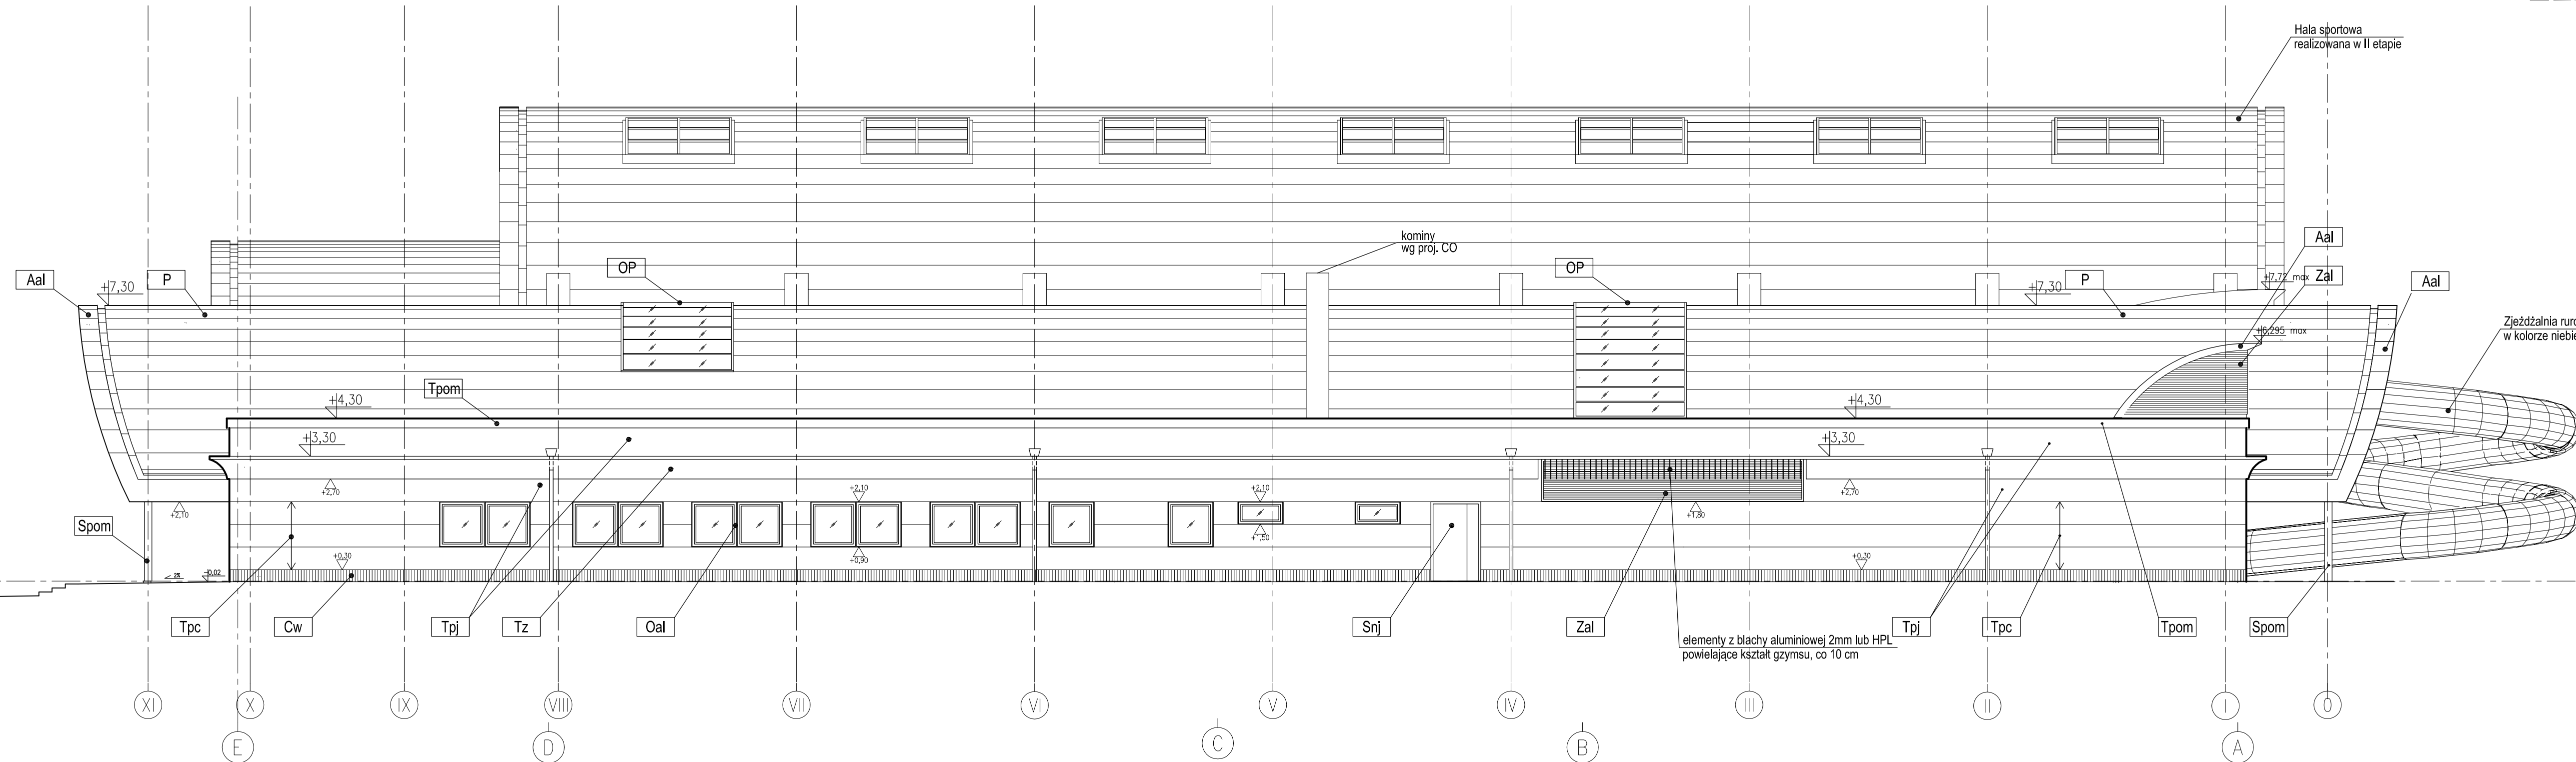 Hala sportowa
realizowana w II etapie
kominy
wg proj. CO
Aal
Aal
P
OP
OP
P
+7,72 max
Zal
Aal
+7,30
+7,30
Zjeżdżalnia
w kolorze
+6,295 max
Tpom
+4,30
+4,30
+3,30
+3,30
+2,70
+2,10
+2,10
+2,70
Spom
+2,10
+1,80
+1,50
+0,30
+0,90
+0,30
2%
-0,02
Tpc
Cw
Tpj
Tz
Oal
Snj
Zal
Tpj
Tpc
Tpom
Spom
elementy z blachy aluminiowej 2mm lub HPL
powielające kształt gzymsu, co 10 cm
XI
X
IX
VIII
VII
VI
V
IV
III
II
I
0
E
D
C
B
A